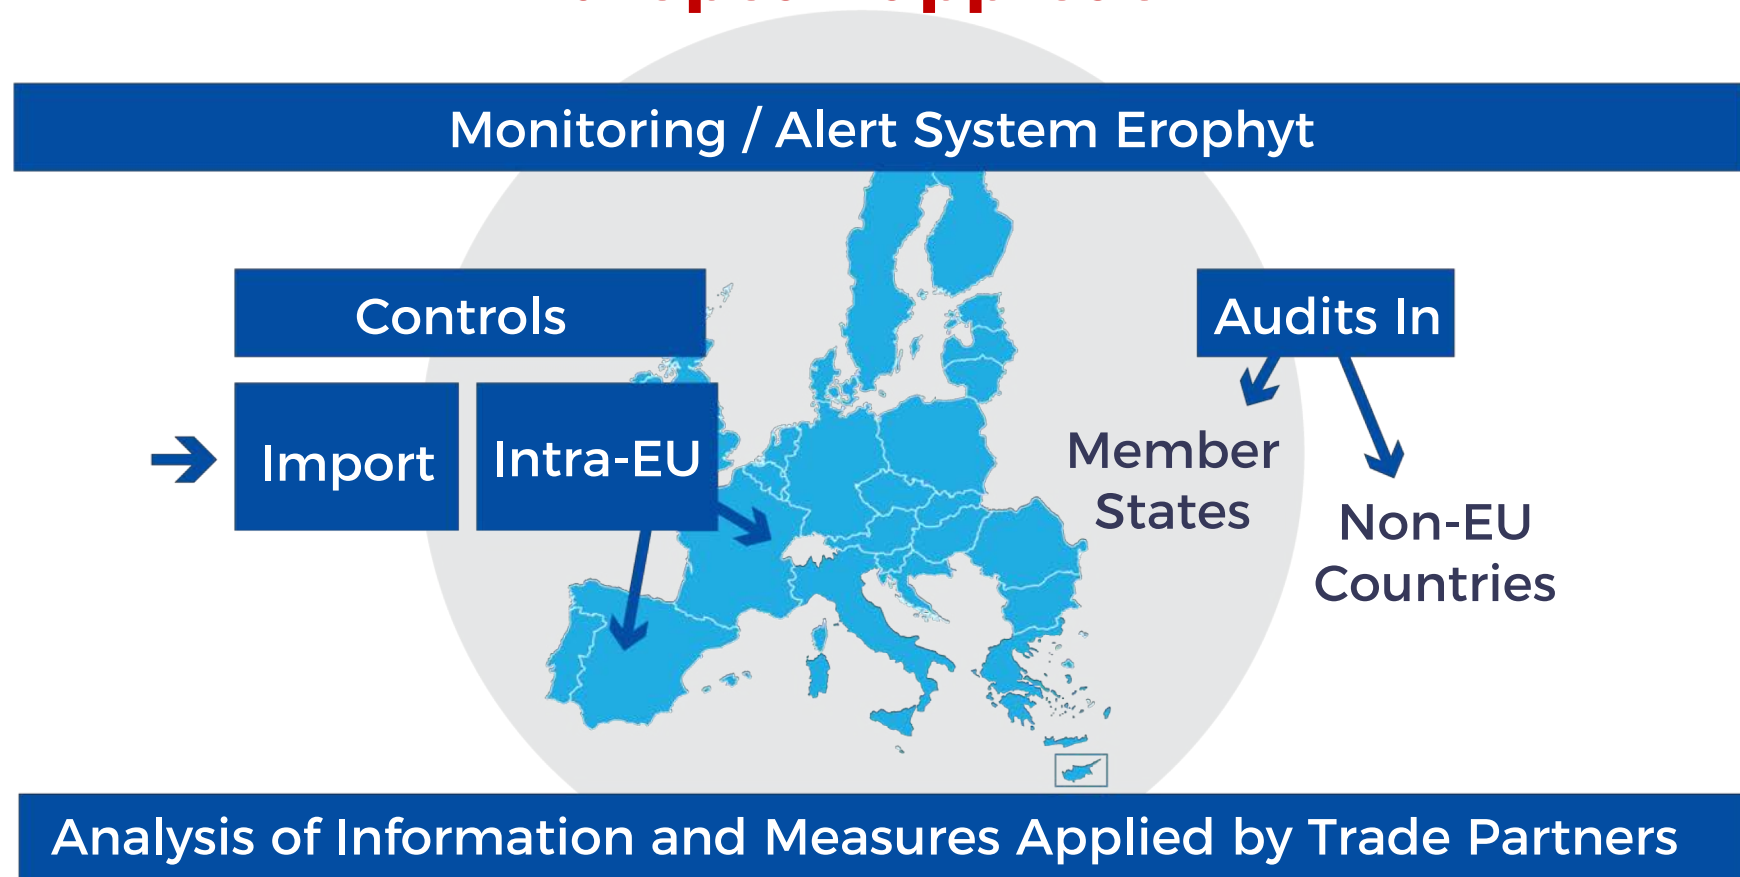 Monitoring / Alert System Erophyt
Controls
Import
Intra-EU
Audits In
Member
States
Non-EU
Countries
Analysis of Information and Measures Applied by Trade Partners